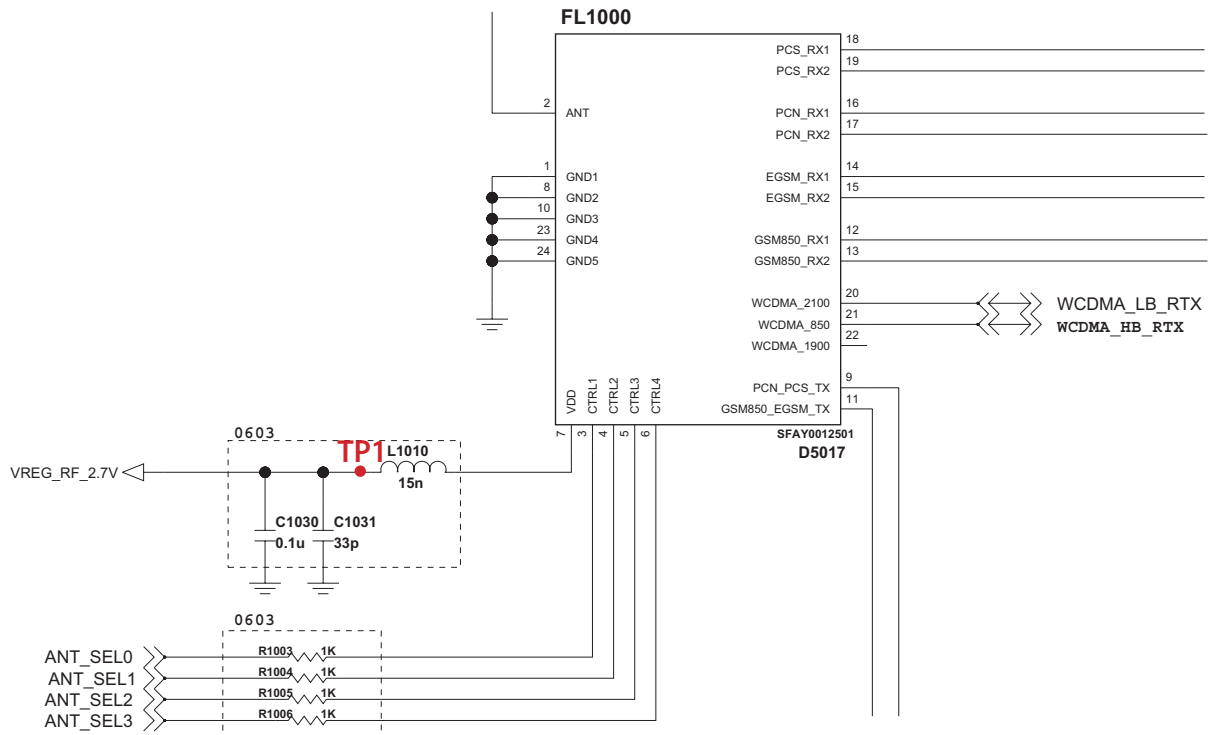 FL1000
18
PCS_RX1
19
PCS_RX2
2
ANT
16
PCN_RX1
17
PCN_RX2
1
GND1
8
GND2
10
GND3
23
GND4
24
GND5
14
EGSM_RX1
15
EGSM_RX2
12
GSM850_RX1
13
GSM850_RX2
20
WCDMA_2100
WCDMA_LB_RTX
21
WCDMA_850
WCDMA_HB_RTX
22
WCDMA_1900
9
PCN_PCS_TX
11
GSM850_EGSM_TX
VDD
CTRL1
CTRL2
CTRL3
CTRL4
7
3
4
5
6
SFAY0012501
D5017
0603
TP1
L1010
15n
VREG_RF_2.7V
C1030
0.1u
C1031
33p
0603
ANT_SEL0
R1003
1K
ANT_SEL1
R1004
1K
ANT_SEL2
R1005
1K
ANT_SEL3
R1006
1K